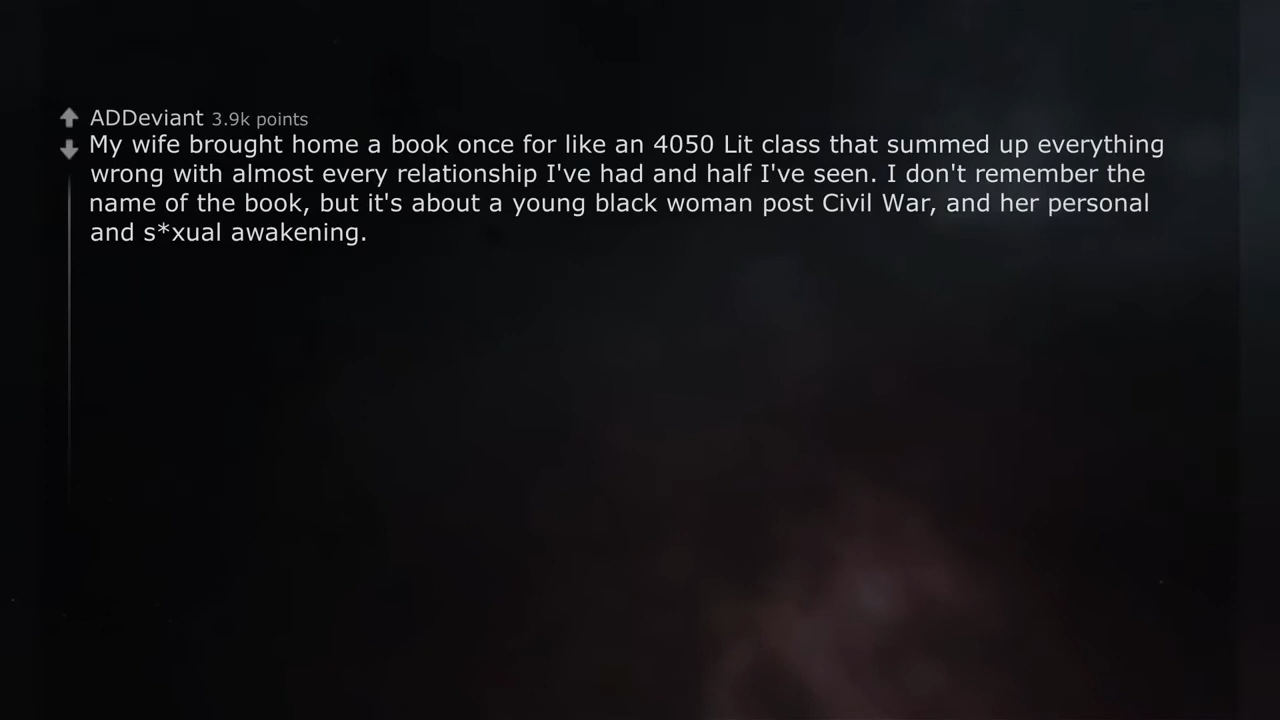 ADDeviant 3.9k points
My wife brought home a book once for like an 4050 Lit class that summed up everything
wrong with almost every relationship I've had and half I've seen. I don't remember the
name of the book, but it's about a young black woman post Civil War, and her personal
and s*xual awakening.